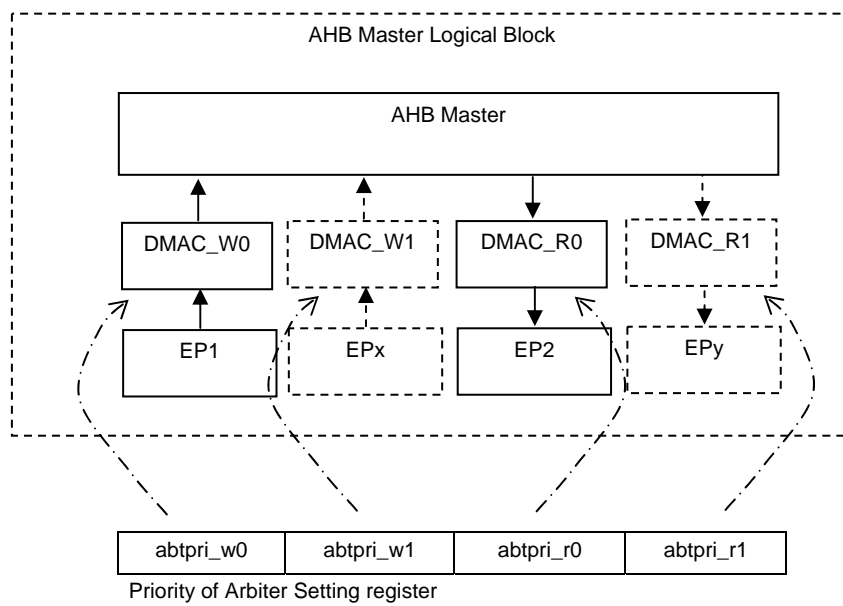 AHB Master Logical Block
AHB Master
DMAC_W0 DMAC_W1 DMAC_R0 DMAC_R1
EP1 EPx EP2 EPy
abtpri_w0 abtpri_w1 abtpri_r0 abtpri_r1
Priority of Arbiter Setting register